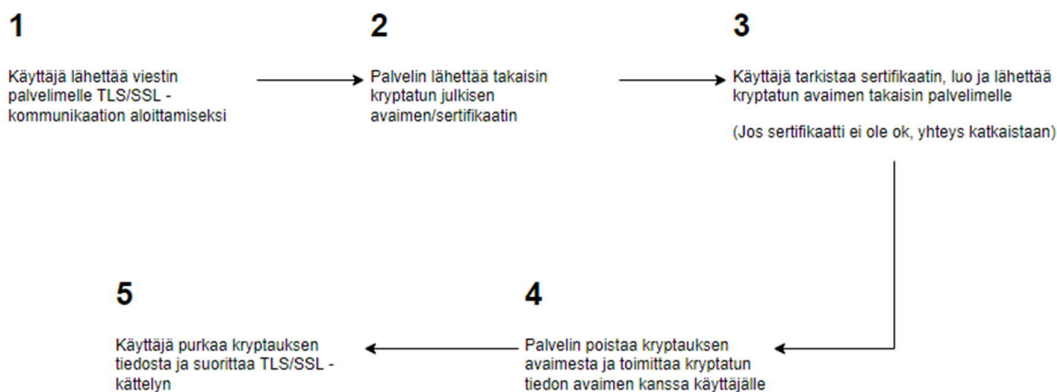 1
Käyttäjä lähettää viestin
palvelimelle TLS/SSL -
kommunikaation aloittamiseksi
2
Palvelin lähettää takaisin
kryptatun julkisen
avaimen/sertifikaatin
3
Käyttäjä tarkistaa sertifikaatin, luo ja lähettää
kryptatun avaimen takaisin palvelimelle
(Jos sertifikaatti ei ole ok, yhteys katkaistaan)
4
Palvelin poistaa kryptauksen
avaimesta ja toimittaa kryptatun
tiedon avaimen kanssa käyttäjälle
5
Käyttäjä purkaa kryptauksen
tiedosta ja suorittaa TLS/SSL -
kättelyn